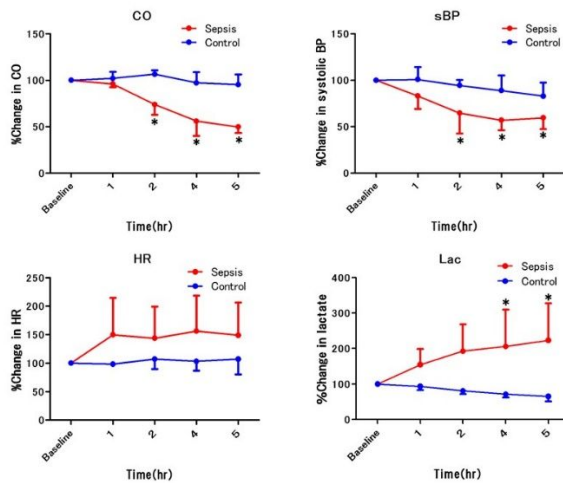 CO
Sepsis
Control
%Change in CO
150
100
50
0
*
*
*
Baseline
1
2
4
5
Time(hr)
sBP
Sepsis
Control
%Change in systolic BP
150
100
50
0
*
*
*
Baseline
1
2
4
5
Time(hr)
HR
Sepsis
Control
%Change in HR
250
200
150
100
50
0
Baseline
1
2
4
5
Time(hr)
Lac
Sepsis
Control
%Change in lactate
400
300
200
100
0
*
*
Baseline
1
2
4
5
Time(hr)